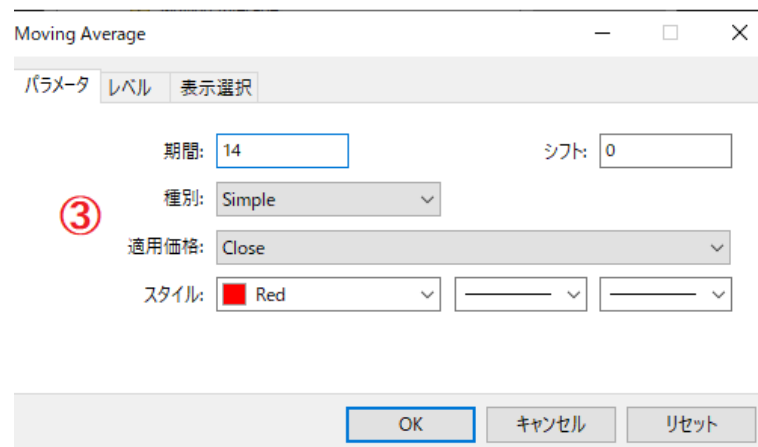 Moving Average
パラメータ レベル 表示選択
期間: 14 シフト: 0
③
種別: Simple
適用価格: Close
スタイル: Red
OK キャンセル リセット